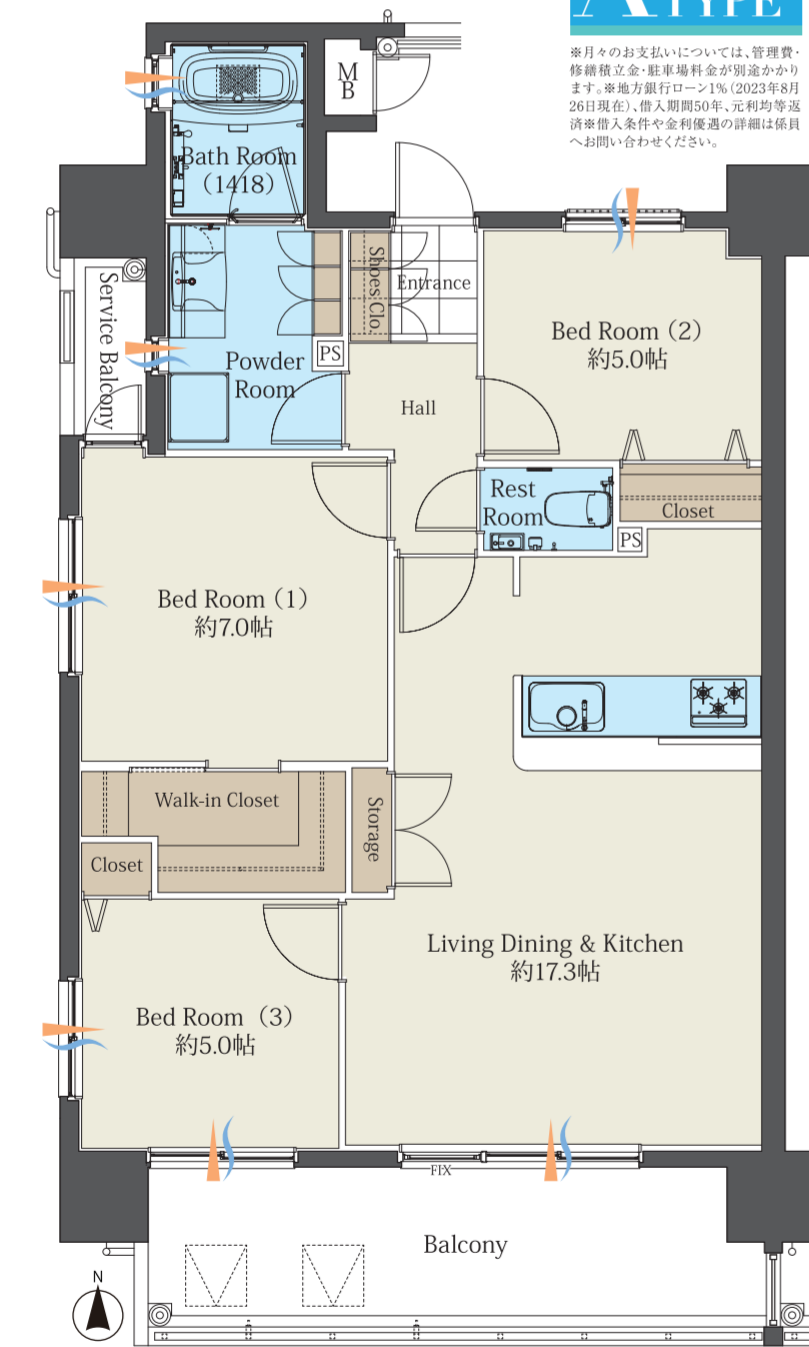 A TYPE
※月々のお支払いについては、管理費・
修繕積立金・駐車場料金が別途かかり
ます。※地方銀行ローン1%(2023年8月
26日現在)、借入期間50年、元利均等返
済※借入条件や金利優遇の詳細は係員
へお問い合わせください。
M
B
Bath Room
(1418)
Service Balcony
Powder
Room
PS
Shoes Clo.
Entrance
Hall
Bed Room (2)
約5.0帖
Rest
Room
Closet
PS
Bed Room (1)
約7.0帖
Walk-in Closet
Storage
Closet
Living Dining & Kitchen
約17.3帖
Bed Room (3)
約5.0帖
FIX
Balcony
N